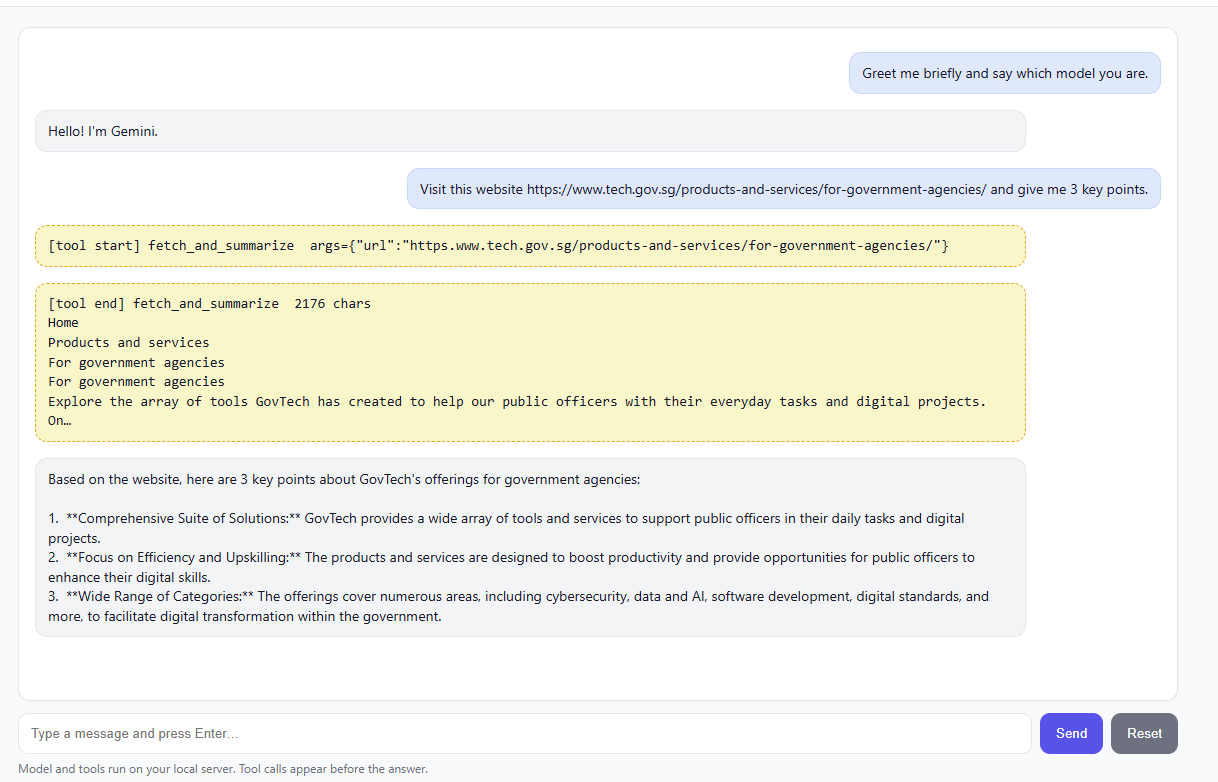 Greet me briefly and say which model you are.
Hello! I'm Gemini.
Visit this website https://www.tech.gov.sg/products-and-services/for-government-agencies/ and give me 3 key points.
[tool start] fetch_and_summarize  args={"url":"https.www.tech.gov.sg/products-and-services/for-government-agencies/"}
[tool end] fetch_and_summarize  2176 chars
Home
Products and services
For government agencies
For government agencies
Explore the array of tools GovTech has created to help our public officers with their everyday tasks and digital projects.
On…
Based on the website, here are 3 key points about GovTech's offerings for government agencies:
1.  **Comprehensive Suite of Solutions:** GovTech provides a wide array of tools and services to support public officers in their daily tasks and digital
projects.
2.  **Focus on Efficiency and Upskilling:** The products and services are designed to boost productivity and provide opportunities for public officers to
enhance their digital skills.
3.  **Wide Range of Categories:** The offerings cover numerous areas, including cybersecurity, data and AI, software development, digital standards, and
more, to facilitate digital transformation within the government.
Type a message and press Enter...
Send
Reset
Model and tools run on your local server. Tool calls appear before the answer.